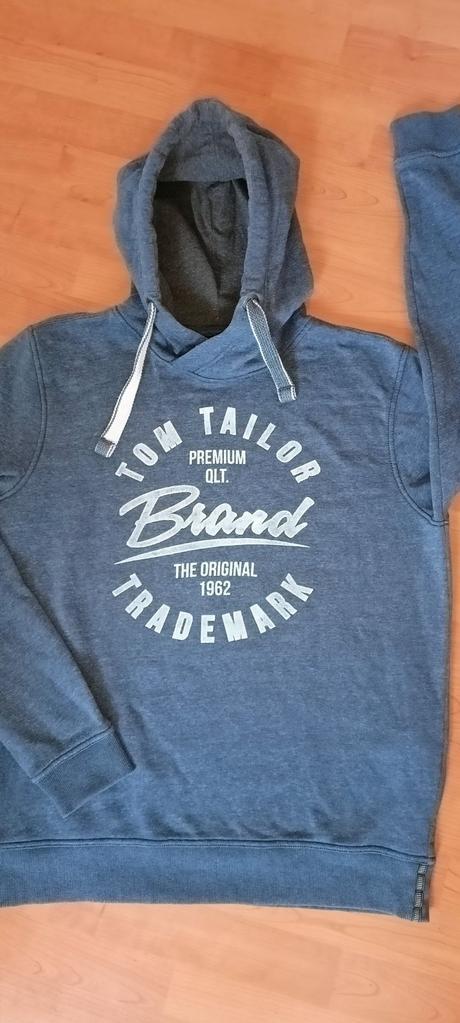 TOM TAILOR
PREMIUM
QLT.
Brand
THE ORIGINAL
1962
TRADEMARK